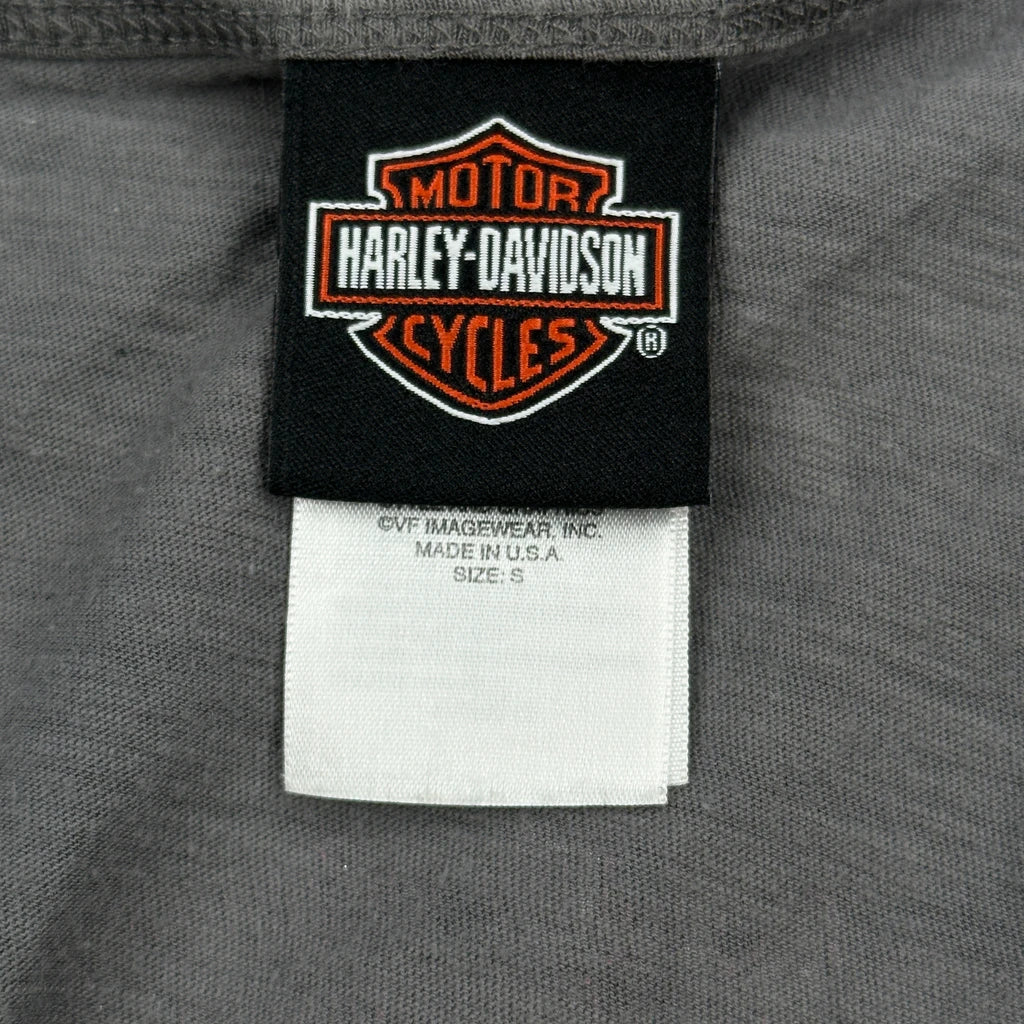 MOTOR
HARLEY-DAVIDSON
CYCLES
®
©VF IMAGEWEAR, INC.
MADE IN U.S.A.
SIZE: S